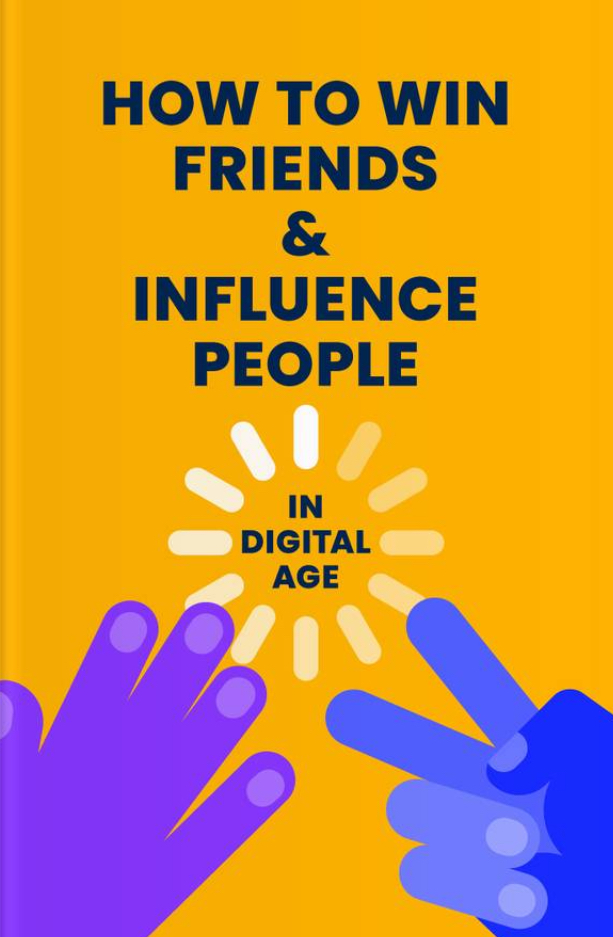 HOW TO WIN
FRIENDS
&
INFLUENCE
PEOPLE
IN
DIGITAL
AGE